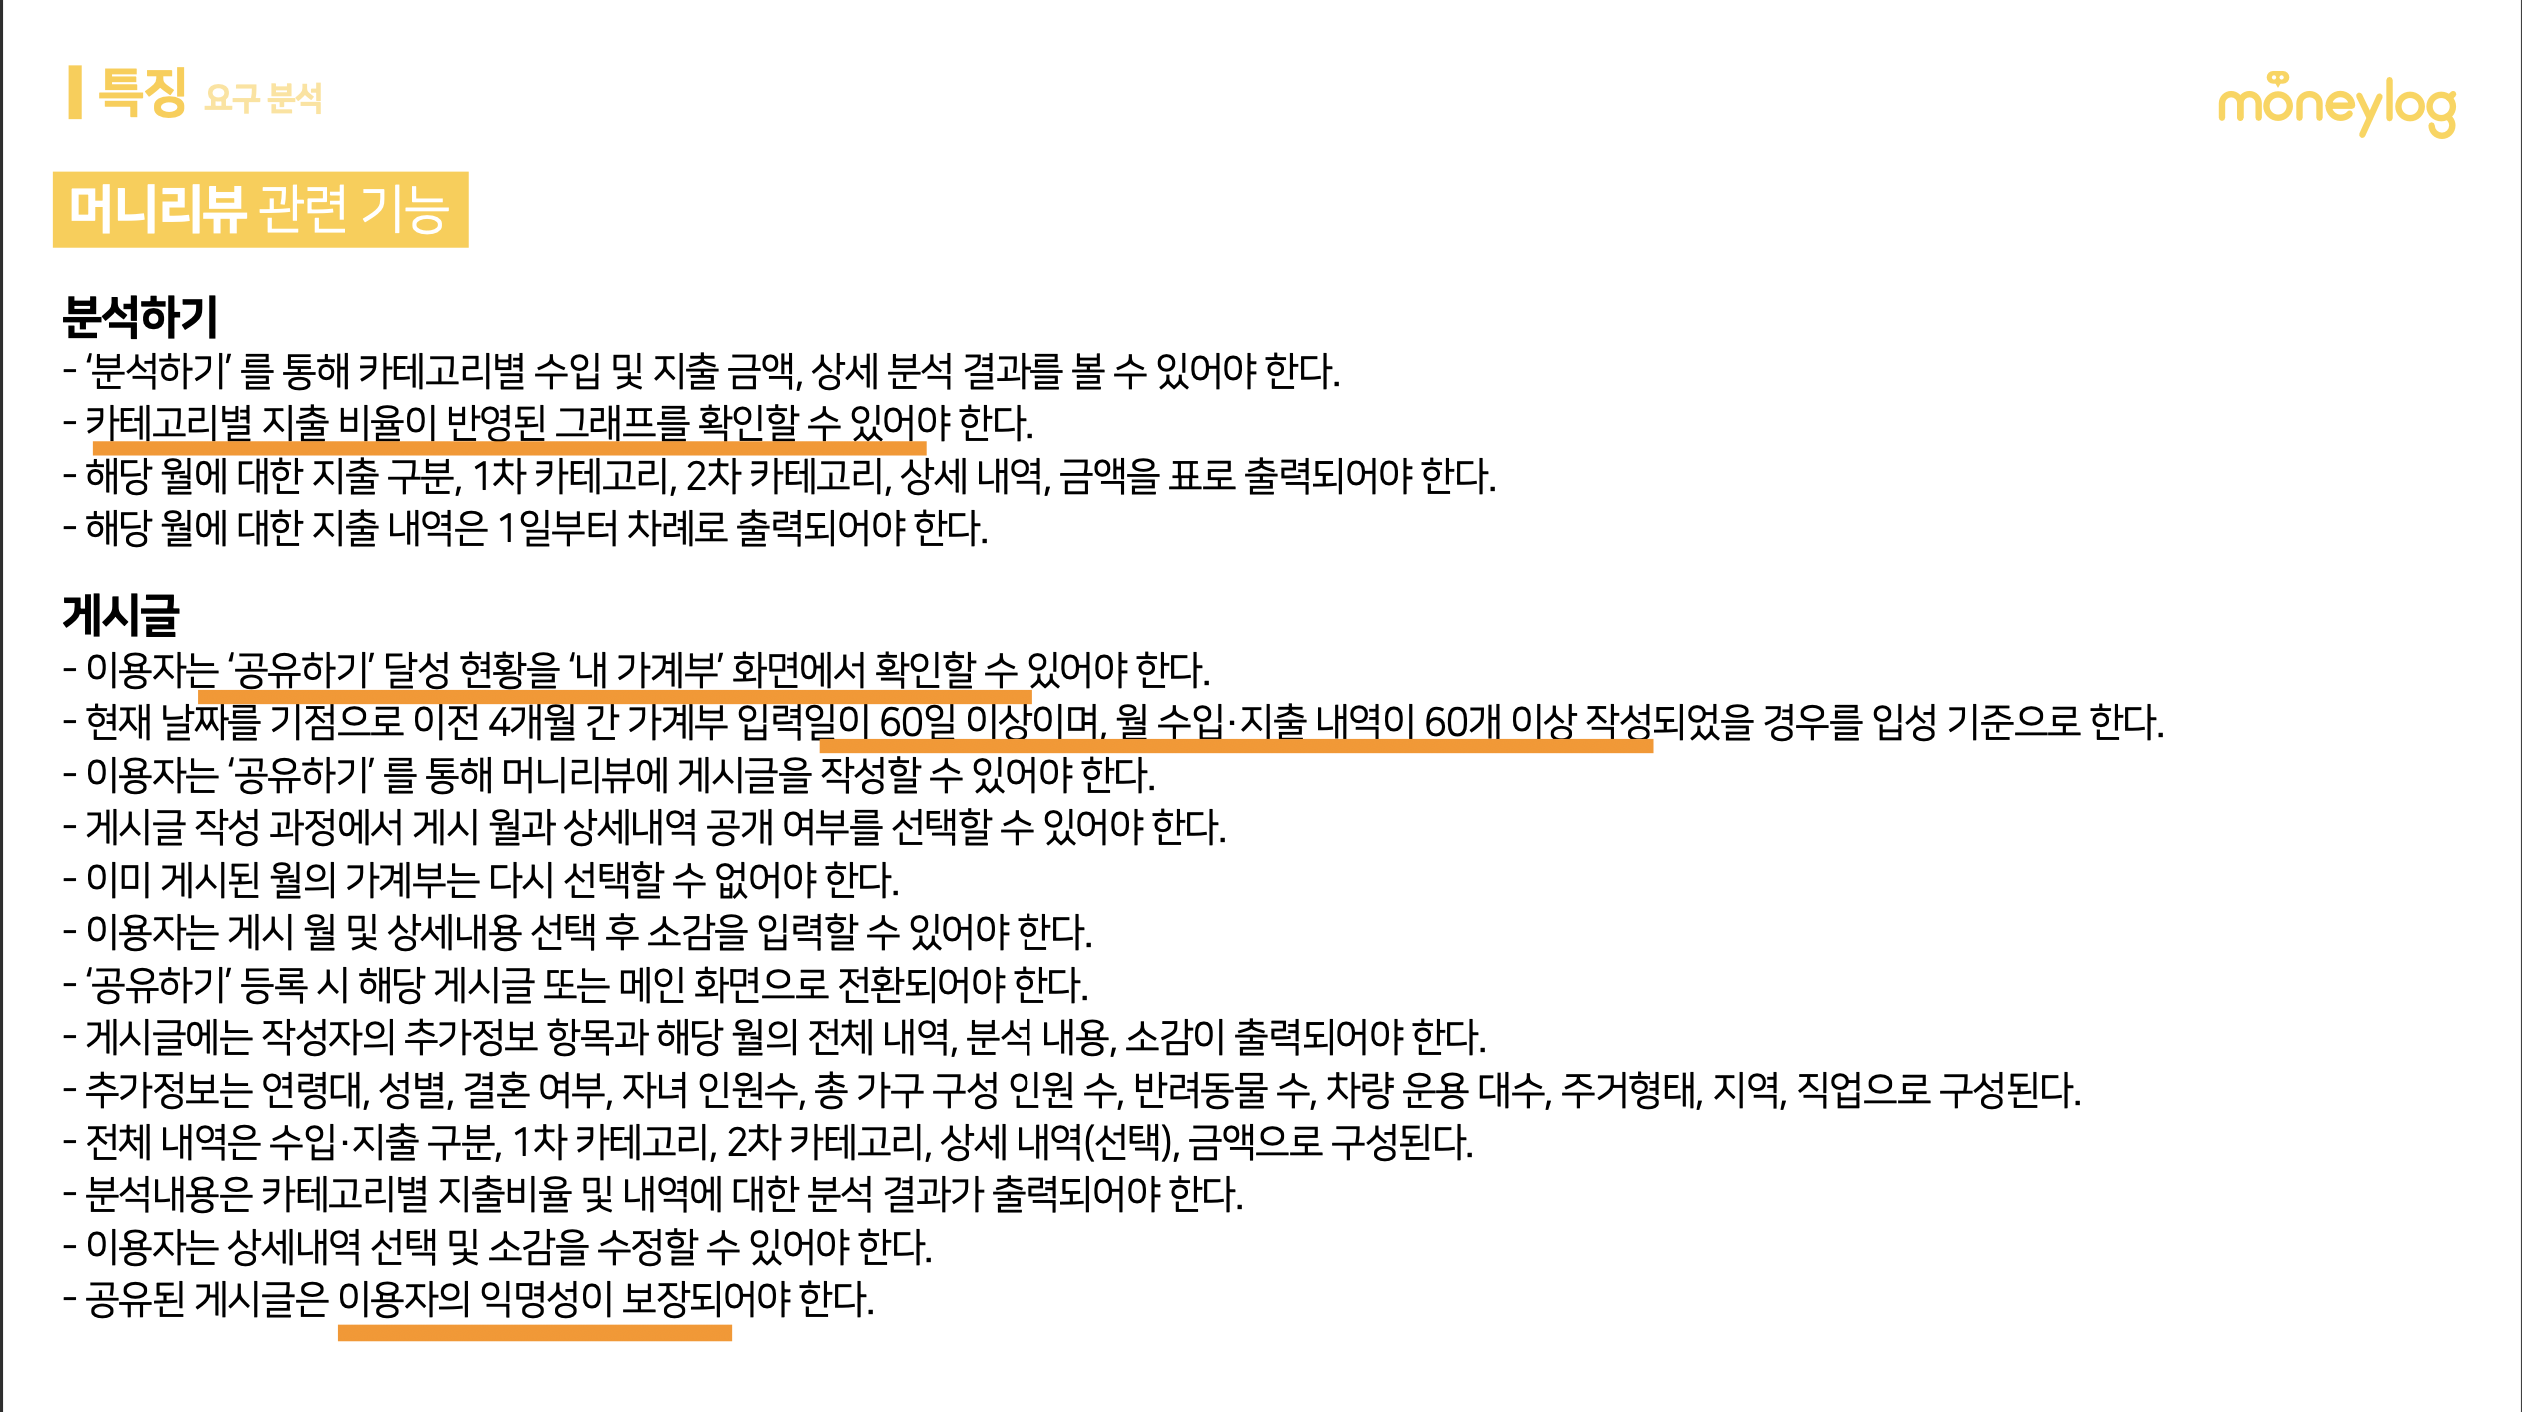 특징 요구 분석
moneylog
머니리뷰 관련 기능
분석하기
- ‘분석하기’ 를 통해 카테고리별 수입 및 지출 금액, 상세 분석 결과를 볼 수 있어야 한다.
- 카테고리별 지출 비율이 반영된 그래프를 확인할 수 있어야 한다.
- 해당 월에 대한 지출 구분, 1차 카테고리, 2차 카테고리, 상세 내역, 금액을 표로 출력되어야 한다.
- 해당 월에 대한 지출 내역은 1일부터 차례로 출력되어야 한다.
게시글
- 이용자는 ‘공유하기’ 달성 현황을 ‘내 가계부’ 화면에서 확인할 수 있어야 한다.
- 현재 날짜를 기점으로 이전 4개월 간 가계부 입력일이 60일 이상이며, 월 수입·지출 내역이 60개 이상 작성되었을 경우를 입성 기준으로 한다.
- 이용자는 ‘공유하기’ 를 통해 머니리뷰에 게시글을 작성할 수 있어야 한다.
- 게시글 작성 과정에서 게시 월과 상세내역 공개 여부를 선택할 수 있어야 한다.
- 이미 게시된 월의 가계부는 다시 선택할 수 없어야 한다.
- 이용자는 게시 월 및 상세내용 선택 후 소감을 입력할 수 있어야 한다.
- ‘공유하기’ 등록 시 해당 게시글 또는 메인 화면으로 전환되어야 한다.
- 게시글에는 작성자의 추가정보 항목과 해당 월의 전체 내역, 분석 내용, 소감이 출력되어야 한다.
- 추가정보는 연령대, 성별, 결혼 여부, 자녀 인원수, 총 가구 구성 인원 수, 반려동물 수, 차량 운용 대수, 주거형태, 지역, 직업으로 구성된다.
- 전체 내역은 수입·지출 구분, 1차 카테고리, 2차 카테고리, 상세 내역(선택), 금액으로 구성된다.
- 분석내용은 카테고리별 지출비율 및 내역에 대한 분석 결과가 출력되어야 한다.
- 이용자는 상세내역 선택 및 소감을 수정할 수 있어야 한다.
- 공유된 게시글은 이용자의 익명성이 보장되어야 한다.